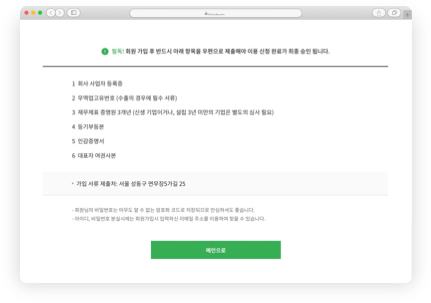 필독! 회원 가입 후 반드시 아래 항목을 우편으로 제출해야 이용 신청 완료가 최종 승인 됩니다.
1 회사 사업자 등록증
2 무역업고유번호 (수출의 경우에 필수 서류)
3 재무제표 증명원 3개년 (신생 기업이거나, 설립 3년 미만의 기업은 별도의 심사 필요)
4 등기부등본
5 인감증명서
6 대표자 여권사본
· 가입 서류 제출처: 서울 성동구 연무장5가길 25
- 회원님의 비밀번호는 아무도 알 수 없는 암호화 코드로 저장되므로 안심하셔도 좋습니다.
- 아이디, 비밀번호 분실시에는 회원가입시 입력하신 이메일 주소를 이용하여 찾을 수 있습니다.
메인으로